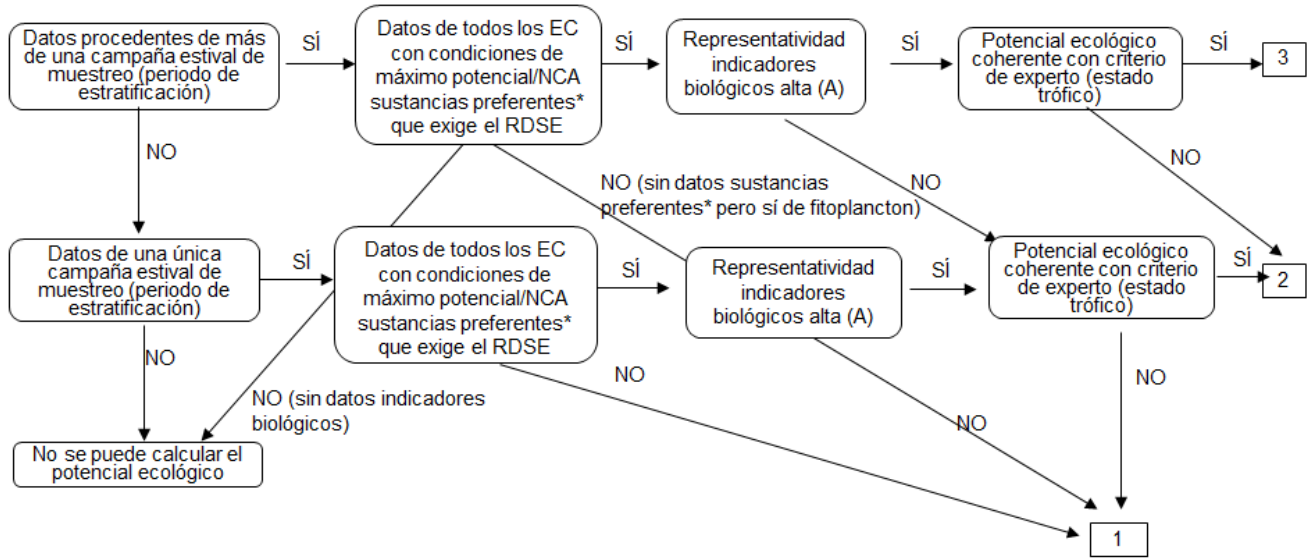 Datos procedentes de más
de una campaña estival de
muestreo (periodo de
estratificación)
SÍ
Datos de todos los EC
con condiciones de
máximo potencial/NCA
sustancias preferentes*
que exige el RDSE
SÍ
Representatividad
indicadores
biológicos alta (A)
SÍ
Potencial ecológico
coherente con criterio
de experto (estado
trófico)
SÍ
3
NO
NO (sin datos sustancias
preferentes* pero sí de fitoplancton)
NO
NO
Datos de una única
campaña estival de
muestreo (periodo de
estratificación)
SÍ
Datos de todos los EC
con condiciones de
máximo potencial/NCA
sustancias preferentes*
que exige el RDSE
SÍ
Representatividad
indicadores
biológicos alta (A)
SÍ
Potencial ecológico
coherente con criterio
de experto (estado
trófico)
SÍ
2
NO
NO (sin datos indicadores
biológicos)
NO
NO
NO
No se puede calcular el
potencial ecológico
1